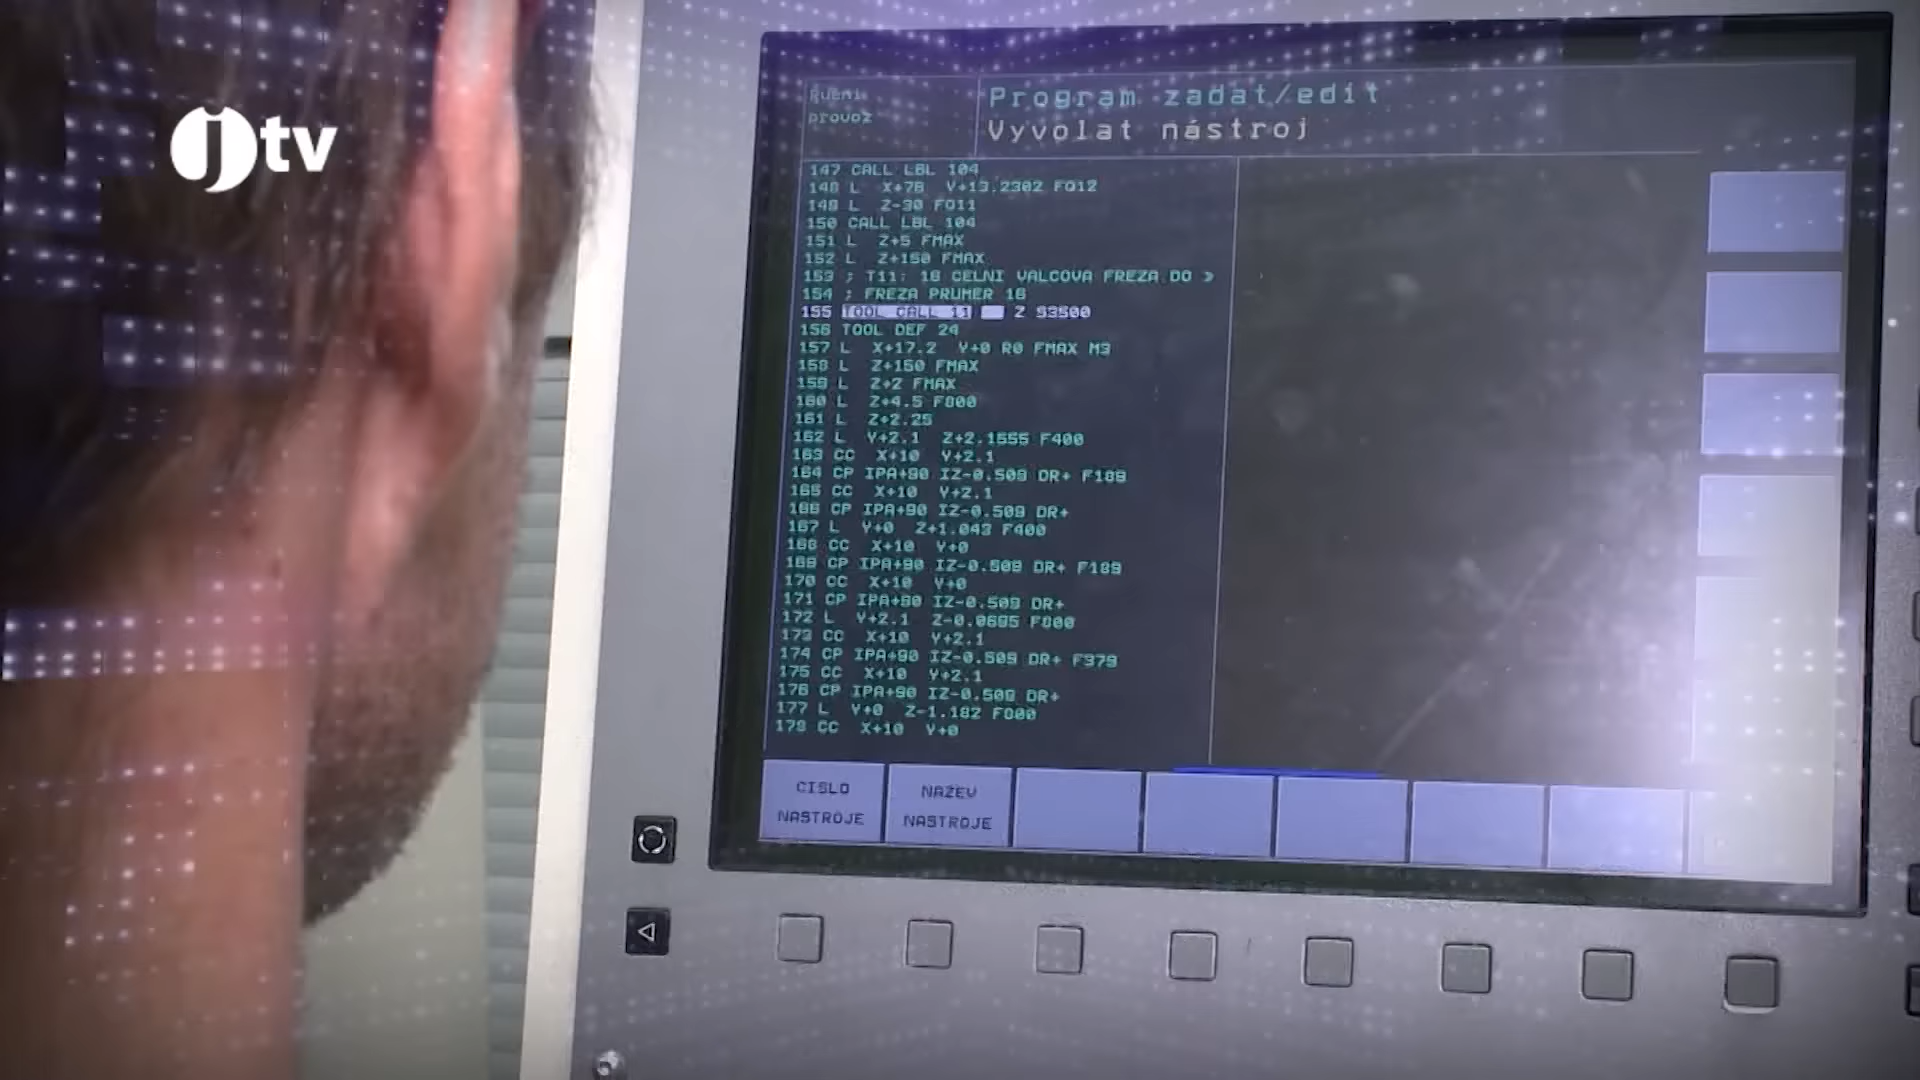 jtv
Ruční
provoz
Program zadat/edit
Vyvolat nástroj
147 CALL LBL 104
148 L X+78 Y+13.2302 FQ12
149 L Z-30 FQ11
150 CALL LBL 104
151 L Z+5 FMAX
152 L Z+150 FMAX
153 ; T11: 16 CELNI VALCOVA FREZA DO »
154 ; FREZA PRUMER 16
155 TOOL CALL 11 Z S3500
156 TOOL DEF 24
157 L X+17.2 Y+0 R0 FMAX M3
158 L Z+150 FMAX
159 L Z+2 FMAX
160 L Z+4.5 F800
161 L Z+2.25
162 L Y+2.1 Z+2.1555 F400
163 CC X+10 Y+2.1
164 CP IPA+90 IZ-0.509 DR+ F189
165 CC X+10 Y+2.1
166 CP IPA+90 IZ-0.509 DR+
167 L Y+0 Z+1.043 F400
168 CC X+10 Y+0
169 CP IPA+90 IZ-0.509 DR+ F189
170 CC X+10 Y+0
171 CP IPA+90 IZ-0.509 DR+
172 L Y+2.1 Z-0.0695 F800
173 CC X+10 Y+2.1
174 CP IPA+90 IZ-0.509 DR+ F379
175 CC X+10 Y+2.1
176 CP IPA+90 IZ-0.509 DR+
177 L Y+0 Z-1.182 F800
178 CC X+10 Y+0
CISLO
NASTROJE
NAZEV
NASTROJE